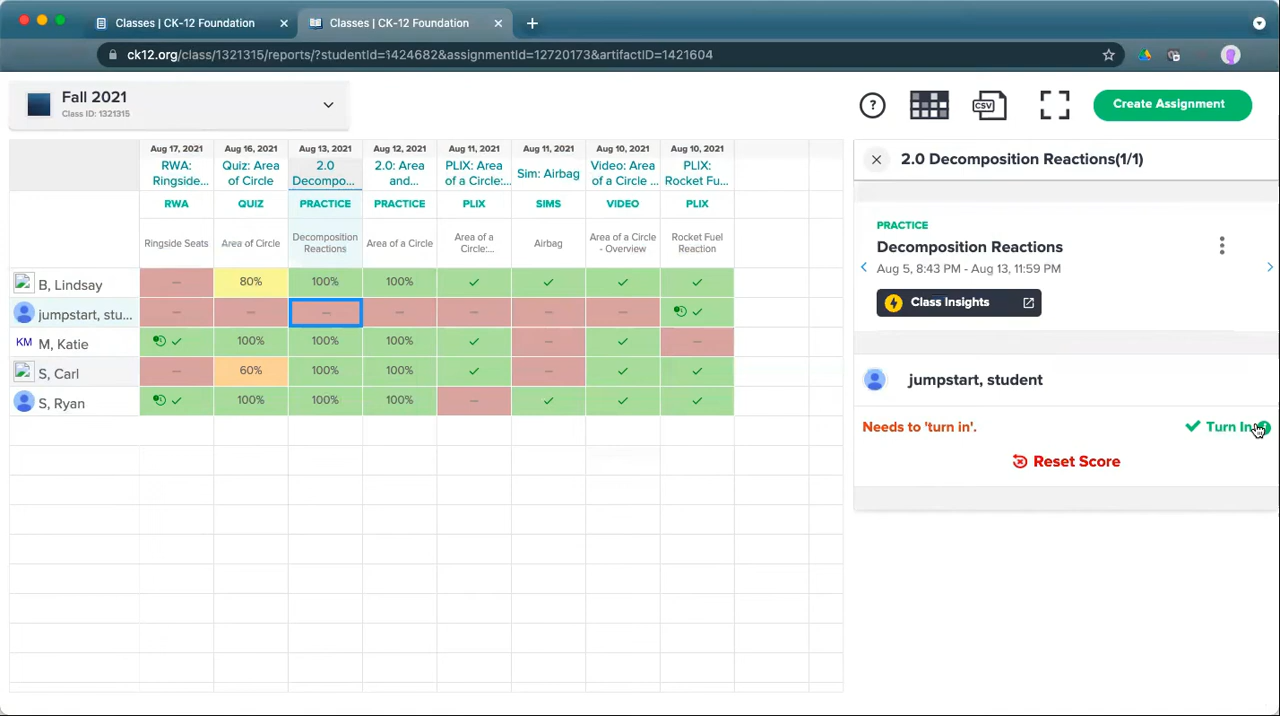 Classes | CK-12 Foundation
Classes | CK-12 Foundation
ck12.org/class/1321315/reports/?studentId=1424682&assignmentId=12720173&artifactID=1421604
Fall 2021
Class ID: 1321315
?
CSV
Create Assignment
Aug 17, 2021 Aug 16, 2021 Aug 13, 2021 Aug 12, 2021 Aug 11, 2021 Aug 11, 2021 Aug 10, 2021 Aug 10, 2021
RWA: Quiz: Area 2.0 2.0: Area PLIX: Area Sim: Airbag Video: Area PLIX:
Ringside... of Circle Decompo... and... of a Circle:... of a Circle ... Rocket Fu...
RWA QUIZ PRACTICE PRACTICE PLIX SIMS VIDEO PLIX
Ringside Seats Area of Circle Decomposition Reactions Area of a Circle Area of a Circle:... Airbag Area of a Circle - Overview Rocket Fuel Reaction
B, Lindsay — 80% 100% 100%
jumpstart, stu... — — — — — — —
KM M, Katie 100% 100% 100% — —
S, Carl — 60% 100% 100% —
S, Ryan 100% 100% 100% —
2.0 Decomposition Reactions(1/1)
PRACTICE
Decomposition Reactions
Aug 5, 8:43 PM - Aug 13, 11:59 PM
Class Insights
jumpstart, student
Needs to 'turn in'. Turn In
Reset Score